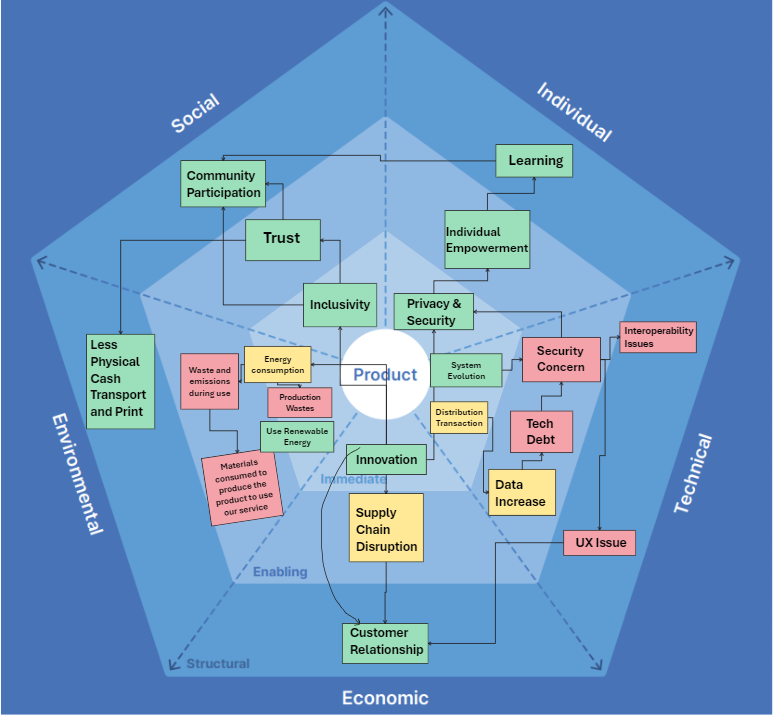 Social
Individual
Learning
Community
Participation
Individual
Empowerment
Trust
Inclusivity
Privacy &
Security
Less
Physical
Cash
Transport
and Print
Waste and
emissions
during use
Energy
consumption
Production
Wastes
Use Renewable
Energy
Materials
consumed to
produce the
product to use
our service
Product
System
Evolution
Security
Concern
Interoperability
Issues
Distribution
Transaction
Tech
Debt
Data
Increase
UX Issue
Innovation
Immediate
Supply
Chain
Disruption
Enabling
Customer
Relationship
Structural
Environmental
Technical
Economic